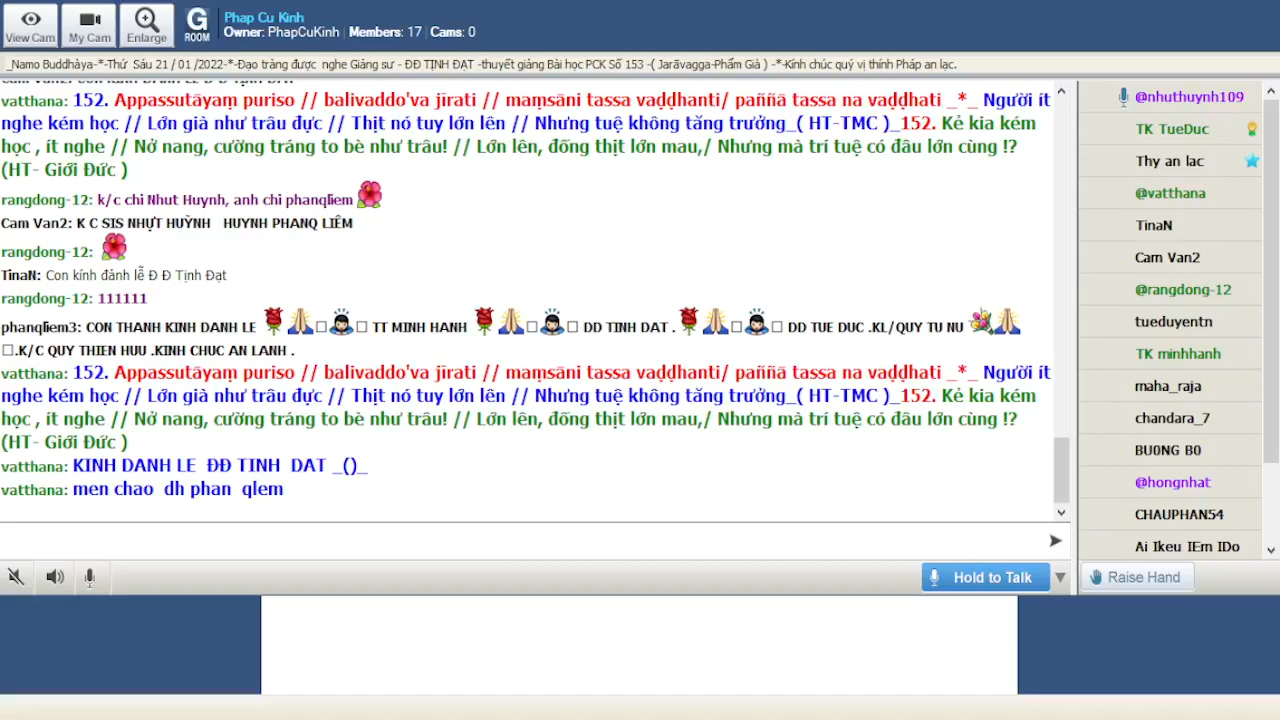 View Cam
My Cam
Enlarge
G
ROOM
Phap Cu Kinh
Owner: PhapCuKinh | Members: 17 | Cams: 0
_Namo Buddhàya-*-Thứ Sáu 21 / 01 /2022-*-Đạo tràng được nghe Giảng sư - ĐĐ TỊNH ĐẠT -thuyết giảng Bài học PCK Số 153 -( Jarāvagga-Phẩm Già ) -*-Kính chúc quý vị thính Pháp an lạc.
vatthana: 152. Appassutāyaṃ puriso // balivaddo'va jīrati // maṃsāni tassa vaḍḍhanti/ paññā tassa na vaḍḍhati _*_ Người ít
nghe kém học // Lớn già như trâu đực // Thịt nó tuy lớn lên // Nhưng tuệ không tăng trưởng_( HT-TMC )_152. Kẻ kia kém
học , ít nghe // Nở nang, cường tráng to bè như trâu! // Lớn lên, đống thịt lớn mau,/ Nhưng mà trí tuệ có đâu lớn cùng !?
(HT- Giới Đức )
rangdong-12: k/c chi Nhut Huynh, anh chi phanqliem
Cam Van2: K C SIS NHỰT HUỲNH HUYNH PHANQ LIÊM
rangdong-12:
TinaN: Con kính đảnh lễ Đ Đ Tịnh Đạt
rangdong-12: 111111
phanqliem3: CON THANH KINH DANH LE TT MINH HANH DD TINH DAT . DD TUE DUC .KL/QUY TU NU
.K/C QUY THIEN HUU .KINH CHUC AN LANH .
vatthana: 152. Appassutāyaṃ puriso // balivaddo'va jīrati // maṃsāni tassa vaḍḍhanti/ paññā tassa na vaḍḍhati _*_ Người ít
nghe kém học // Lớn già như trâu đực // Thịt nó tuy lớn lên // Nhưng tuệ không tăng trưởng_( HT-TMC )_152. Kẻ kia kém
học , ít nghe // Nở nang, cường tráng to bè như trâu! // Lớn lên, đống thịt lớn mau,/ Nhưng mà trí tuệ có đâu lớn cùng !?
(HT- Giới Đức )
vatthana: KINH DANH LE ĐĐ TINH DAT _()_
vatthana: men chao dh phan qlem
@nhuthuynh109
TK TueDuc
Thy an lac
@vatthana
TinaN
Cam Van2
@rangdong-12
tueduyentn
TK minhhanh
maha_raja
chandara_7
BU0NG B0
@hongnhat
CHAUPHAN54
Ai Ikeu IEm IDo
Hold to Talk
Raise Hand